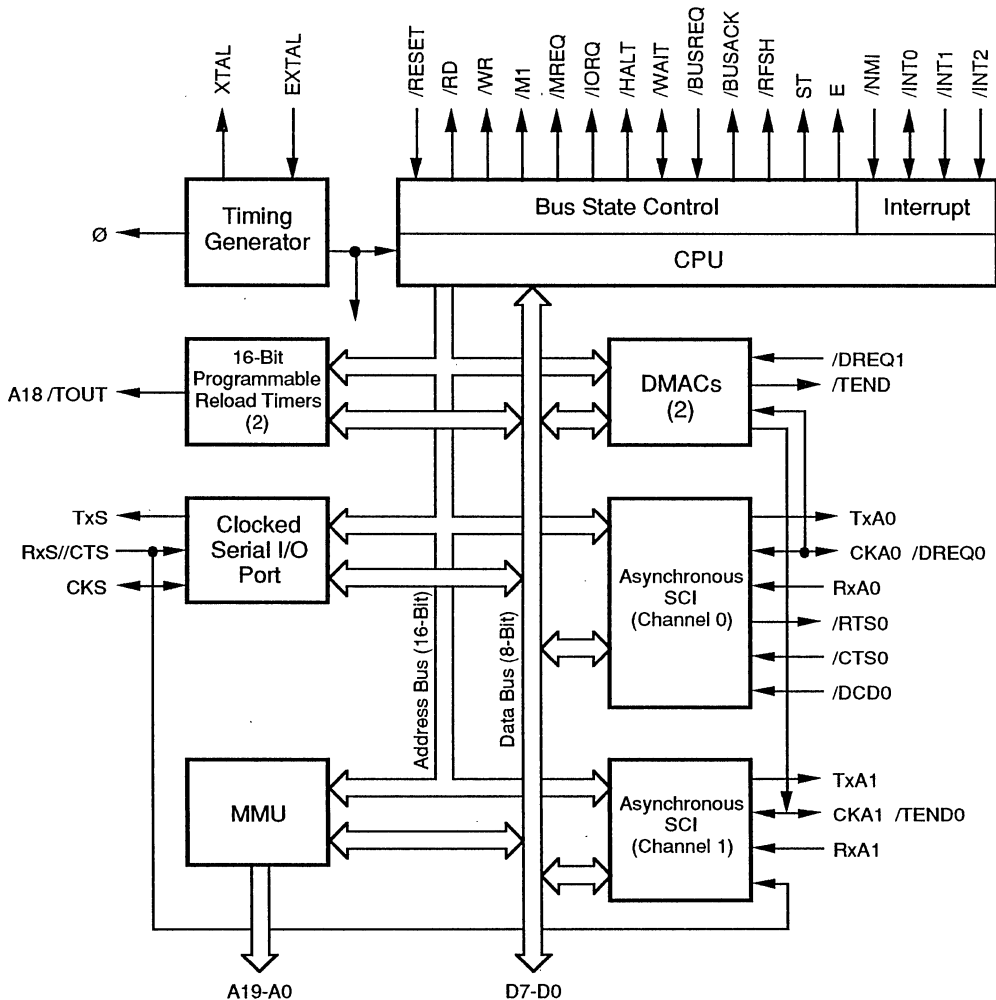 XTAL
EXTAL
/RESET
/RD
/WR
/M1
/MREQ
/IORQ
/HALT
/WAIT
/BUSREQ
/BUSACK
/RFSH
ST
E
/NMI
/INT0
/INT1
/INT2
Timing
Generator
Ø
Bus State Control
Interrupt
CPU
16-Bit
Programmable
Reload Timers
(2)
A18 /TOUT
DMACs
(2)
/DREQ1
/TEND
TxS
RxS//CTS
CKS
Clocked
Serial I/O
Port
Address Bus (16-Bit)
Data Bus (8-Bit)
Asynchronous
SCI
(Channel 0)
TxA0
CKA0 /DREQ0
RxA0
/RTS0
/CTS0
/DCD0
MMU
Asynchronous
SCI
(Channel 1)
TxA1
CKA1 /TEND0
RxA1
A19-A0
D7-D0